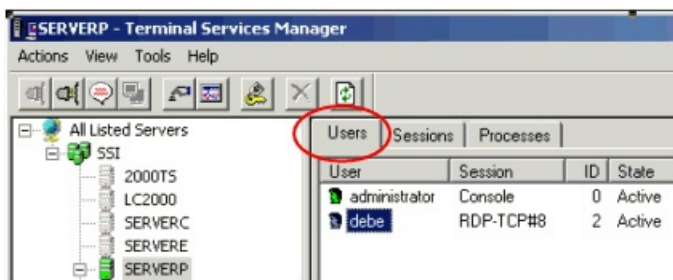 SERVERP - Terminal Services Manager
Actions View Tools Help
All Listed Servers
SSI
2000TS
LC2000
SERVERC
SERVERE
SERVERP
Users Sessions Processes
User Session ID State
administrator Console 0 Active
debe RDP-TCP#8 2 Active